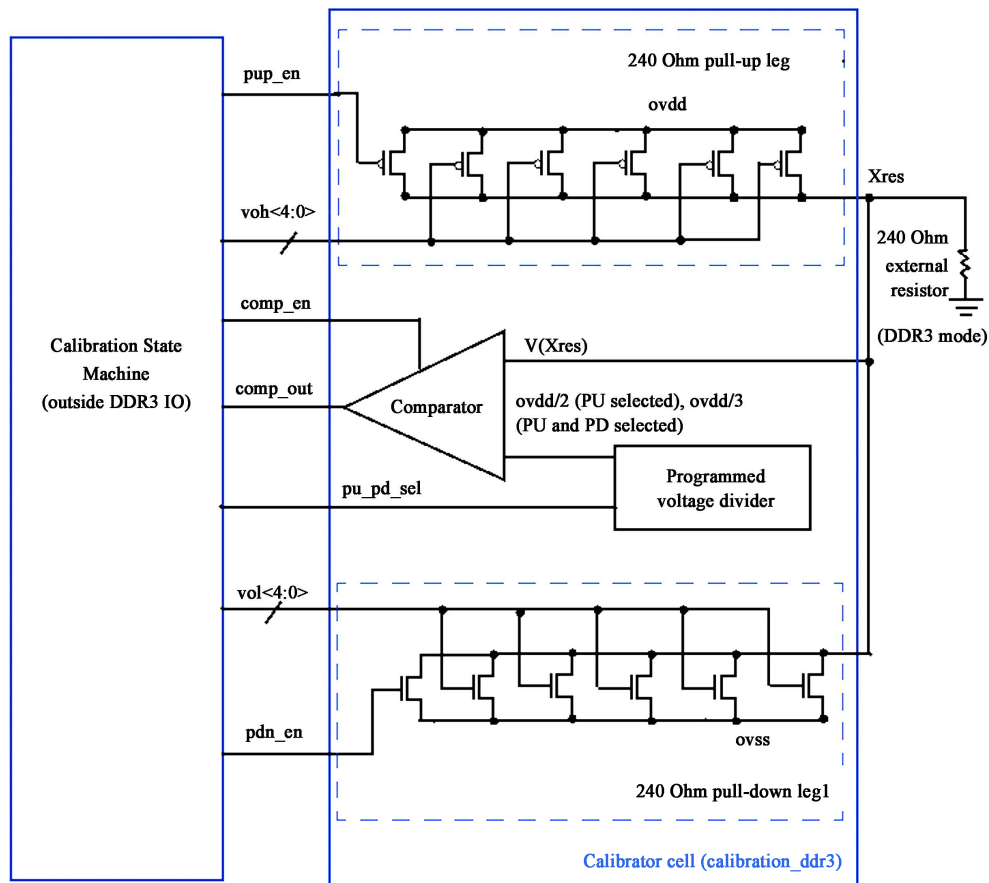 240 Ohm pull-up leg
pup_en
ovdd
Xres
voh<4:0>
240 Ohm
external
resistor
(DDR3 mode)
comp_en
Calibration State
Machine
(outside DDR3 IO)
V(Xres)
comp_out
Comparator
ovdd/2 (PU selected), ovdd/3
(PU and PD selected)
Programmed
voltage divider
pu_pd_sel
vol<4:0>
pdn_en
ovss
240 Ohm pull-down leg1
Calibrator cell (calibration_ddr3)